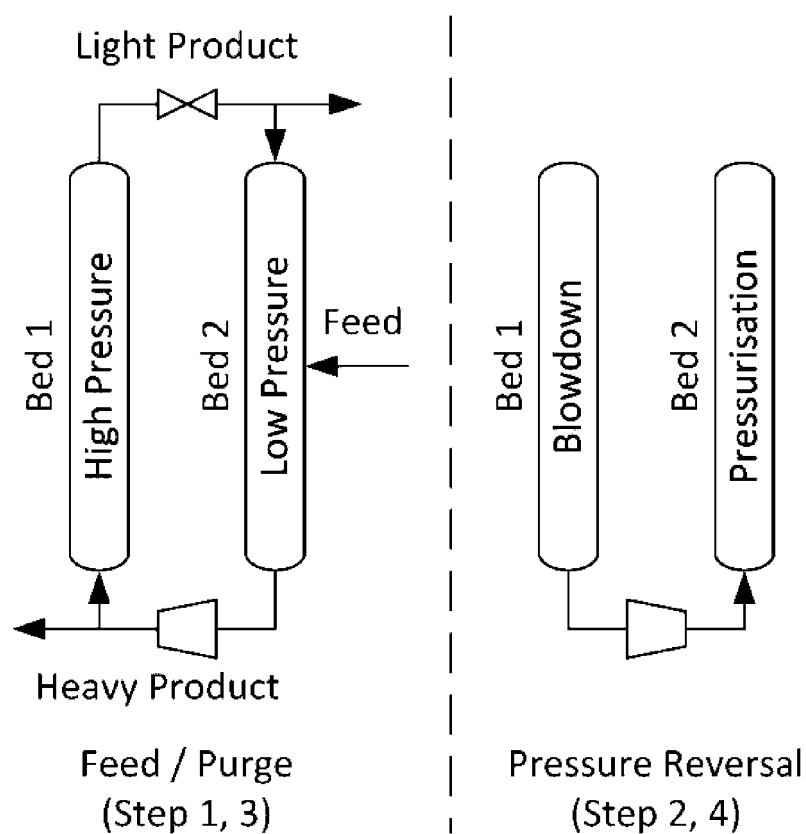 Light Product
Bed 1
High Pressure
Bed 2
Low Pressure
Feed
Heavy Product
Feed / Purge
(Step 1, 3)
Bed 1
Blowdown
Bed 2
Pressurisation
Pressure Reversal
(Step 2, 4)